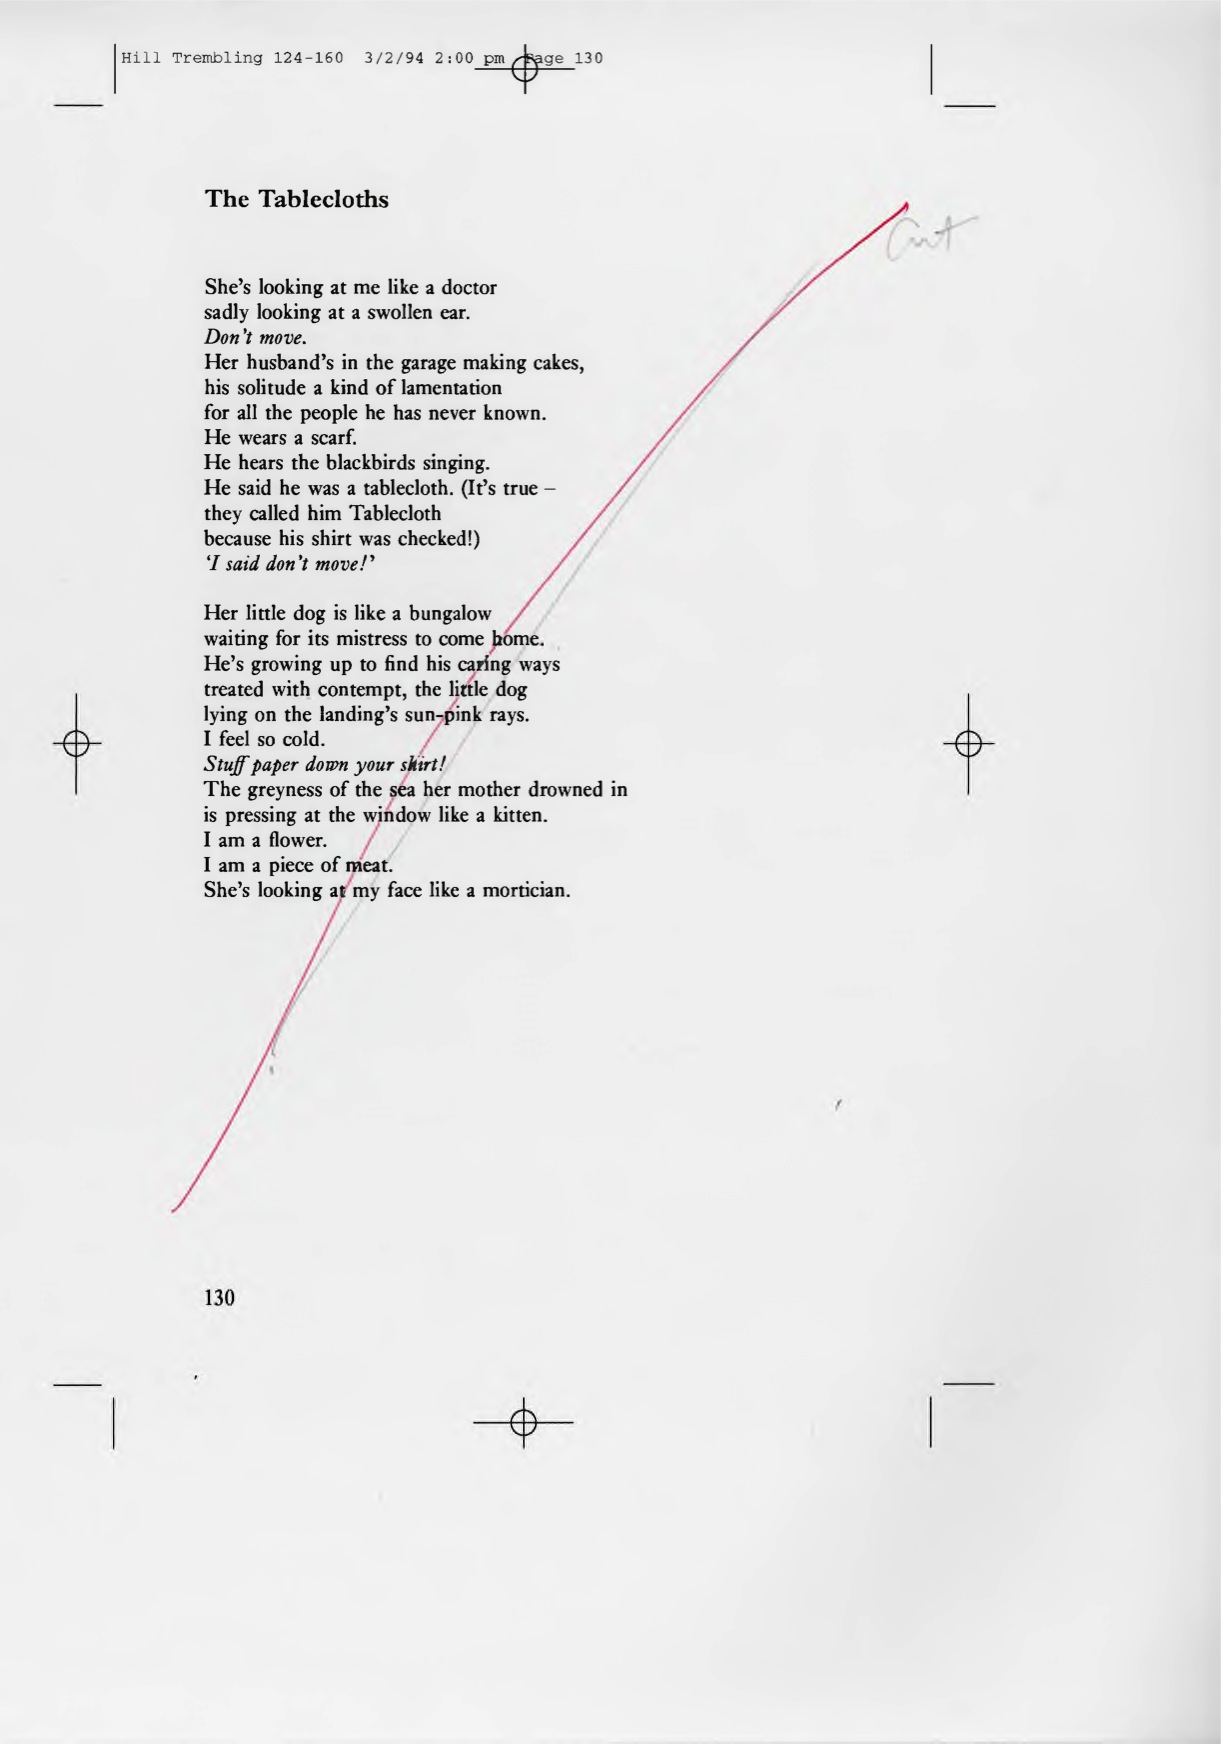 Hill Trembling 124-160 3/2/94 2:00 pm Page 130
The Tablecloths
Cut
She's looking at me like a doctor
sadly looking at a swollen ear.
Don't move.
Her husband's in the garage making cakes,
his solitude a kind of lamentation
for all the people he has never known.
He wears a scarf.
He hears the blackbirds singing.
He said he was a tablecloth. (It's true –
they called him Tablecloth
because his shirt was checked!)
'I said don't move!'
Her little dog is like a bungalow
waiting for its mistress to come home.
He's growing up to find his caring ways
treated with contempt, the little dog
lying on the landing's sun-pink rays.
I feel so cold.
Stuff paper down your shirt!
The greyness of the sea her mother drowned in
is pressing at the window like a kitten.
I am a flower.
I am a piece of meat.
She's looking at my face like a mortician.
130